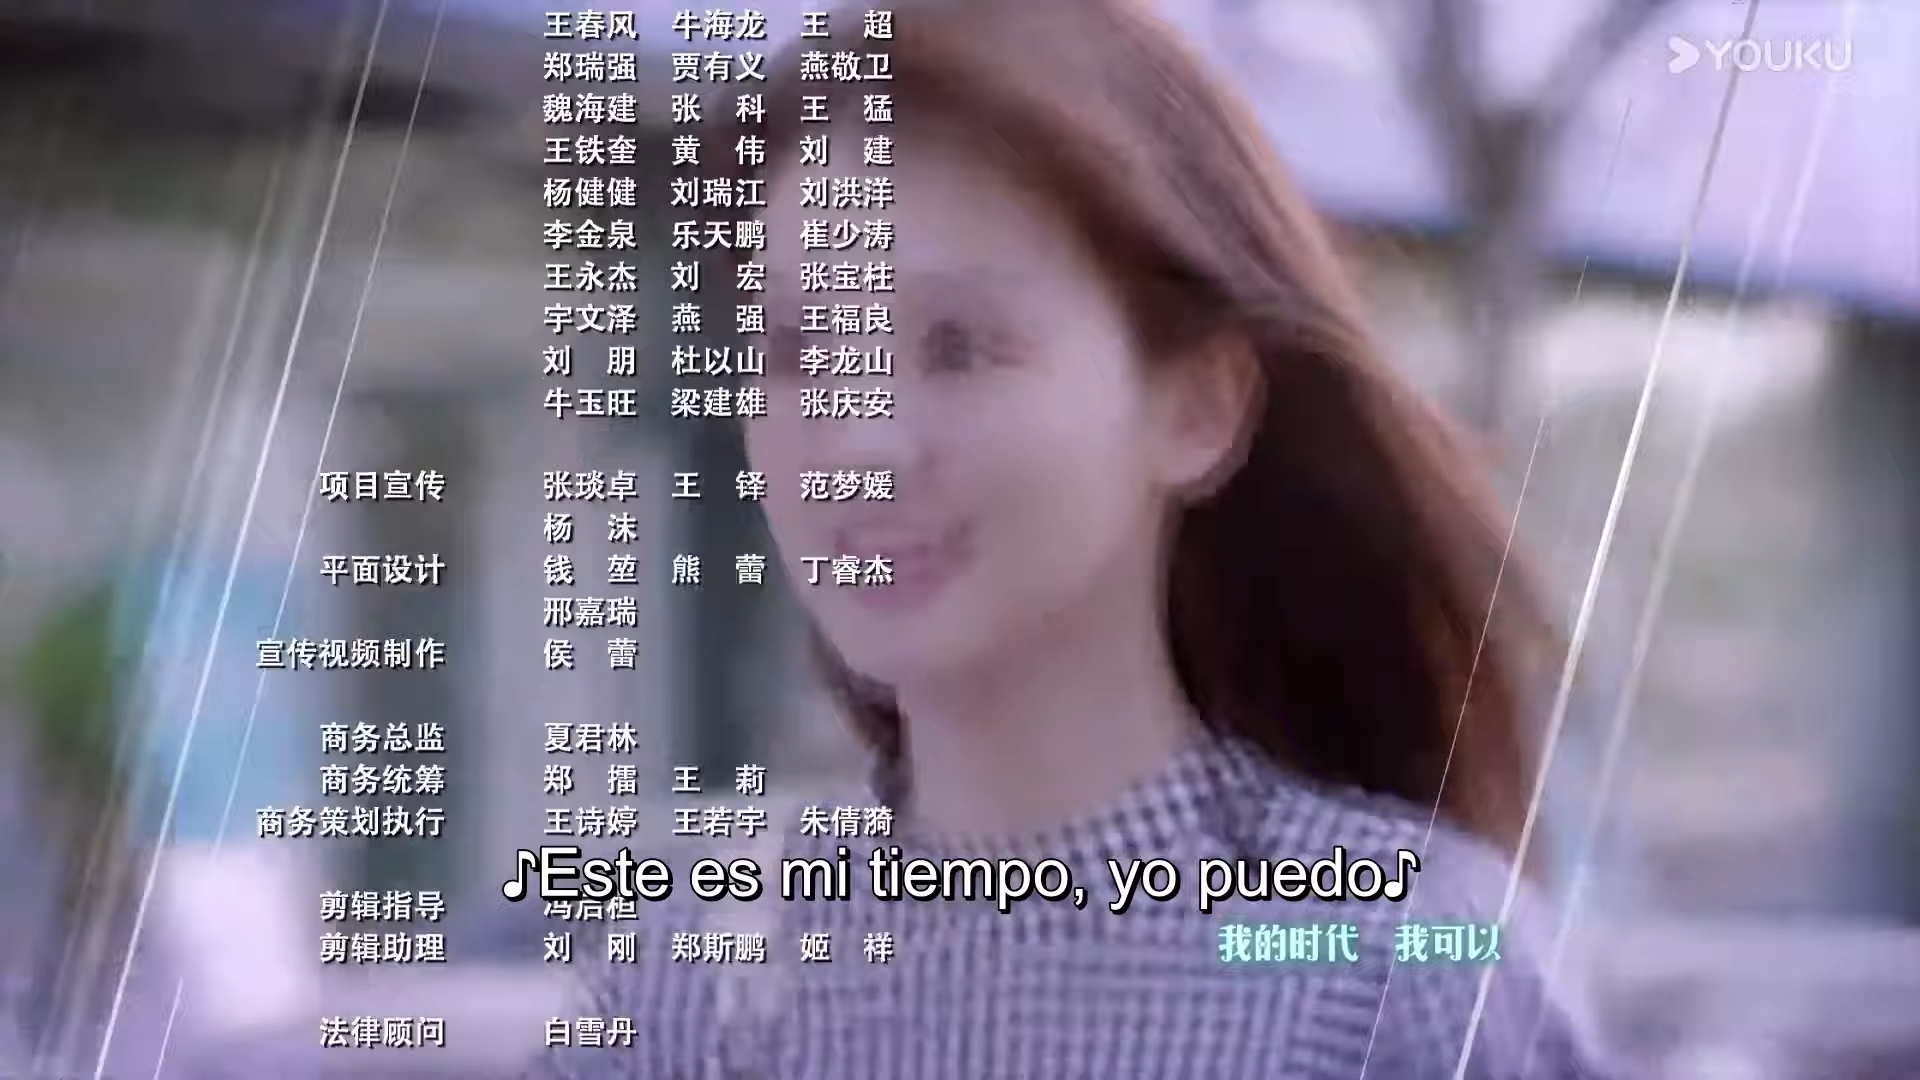 王春风 牛海龙 王 超
YOUKU
郑瑞强 贾有义 燕敬卫
魏海建 张 科 王 猛
王铁奎 黄 伟 刘 建
杨健健 刘瑞江 刘洪洋
李金泉 乐天鹏 崔少涛
王永杰 刘 宏 张宝柱
宇文泽 燕 强 王福良
刘 朋 杜以山 李龙山
牛玉旺 梁建雄 张庆安
项目宣传 张琰卓 王 铎 范梦媛
杨 沫
平面设计 钱 堃 熊 蕾 丁睿杰
邢嘉瑞
宣传视频制作 侯 蕾
商务总监 夏君林
商务统筹 郑 擂 王 莉
商务策划执行 王诗婷 王若宇 朱倩漪
♪Este es mi tiempo, yo puedo♪
剪辑指导
剪辑助理 刘 刚 郑斯鹏 姬 祥
我的时代 我可以
法律顾问 白雪丹